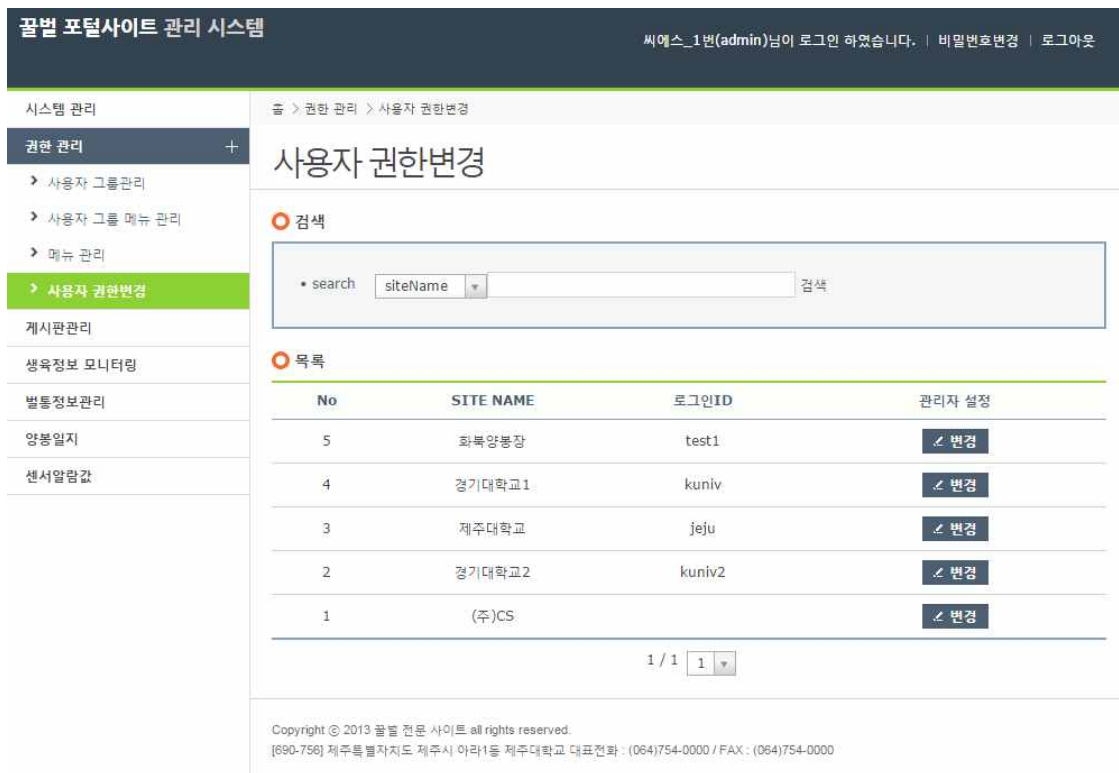 꿀벌 포털사이트 관리 시스템
씨에스_1번(admin)님이 로그인 하였습니다. | 비밀번호변경 | 로그아웃
시스템 관리
권한 관리
사용자 그룹관리
사용자 그룹 메뉴 관리
메뉴 관리
사용자 권한변경
게시판관리
생육정보 모니터링
벌통정보관리
양봉일지
센서알람값
홈 > 권한 관리 > 사용자 권한변경
사용자 권한변경
검색
• search siteName 검색
목록
No SITE NAME 로그인ID 관리자 설정
5 화북양봉장 test1 변경
4 경기대학교1 kuniv 변경
3 제주대학교 jeju 변경
2 경기대학교2 kuniv2 변경
1 (주)CS 변경
1 / 1 1
Copyright ⓒ 2013 꿀벌 전문 사이트 all rights reserved.
[690-756] 제주특별자치도 제주시 아라1동 제주대학교 대표전화 : (064)754-0000 / FAX : (064)754-0000